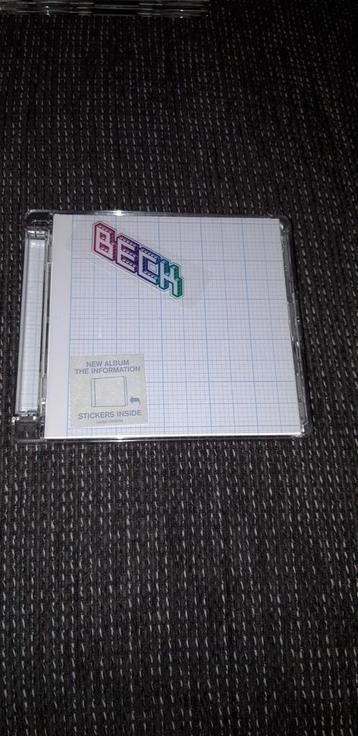 BECK
NEW ALBUM
THE INFORMATION
STICKERS INSIDE